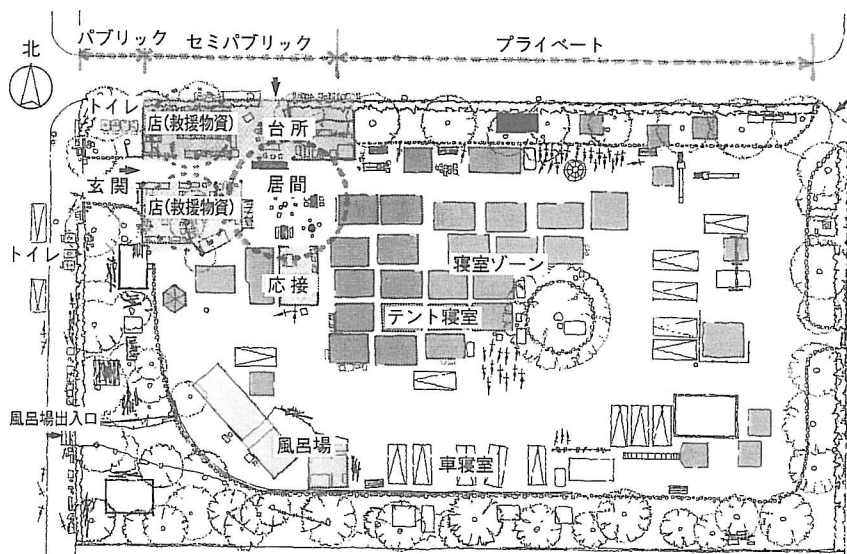 北
パブリック
セミパブリック
プライベート
トイレ
店(救援物資)
台所
玄関
居間
店(救援物資)
トイレ
応接
寝室ゾーン
テント寝室
風呂場出入口
風呂場
車寝室